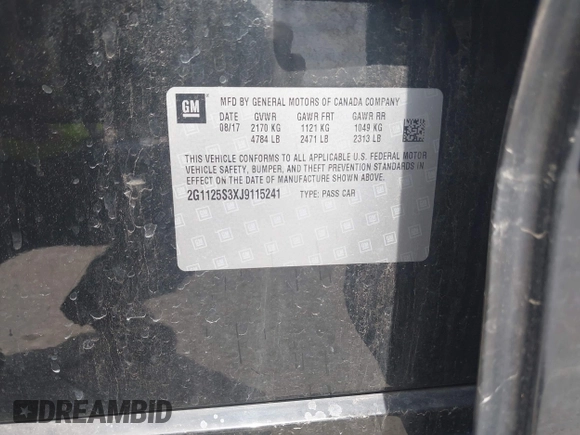 GM
MFD BY GENERAL MOTORS OF CANADA COMPANY
DATE GVWR GAWR FRT GAWR RR
08/17 2170 KG 1121 KG 1049 KG
4784 LB 2471 LB 2313 LB
THIS VEHICLE CONFORMS TO ALL APPLICABLE U.S. FEDERAL MOTOR
VEHICLE SAFETY, BUMPER, AND THEFT PREVENTION STANDARDS IN
EFFECT ON THE DATE OF MANUFACTURE SHOWN ABOVE.
2G1125S3XJ9115241 TYPE: PASS CAR
DREAMBID